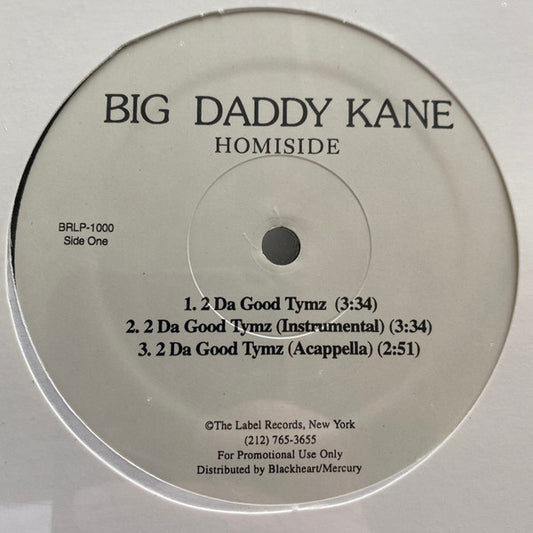 BIG DADDY KANE
HOMISIDE
BRLP-1000
Side One
1. 2 Da Good Tymz (3:34)
2. 2 Da Good Tymz (Instrumental) (3:34)
3. 2 Da Good Tymz (Acappella) (2:51)
©The Label Records, New York
(212) 765-3655
For Promotional Use Only
Distributed by Blackheart/Mercury